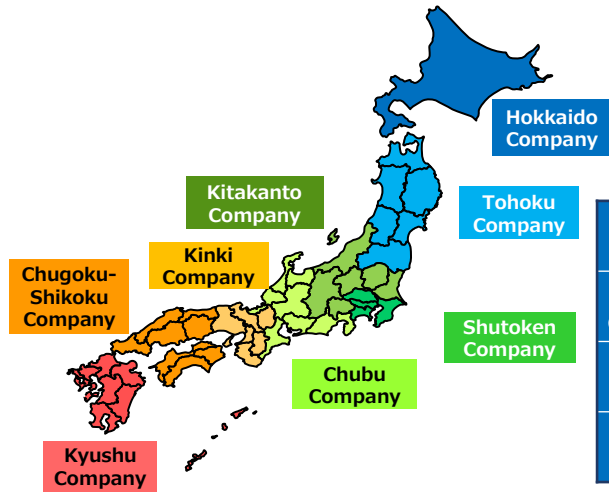 Hokkaido
Company
Kitakanto
Company
Tohoku
Company
Kinki
Company
Chugoku-
Shikoku
Company
Shutoken
Company
Chubu
Company
Kyushu
Company